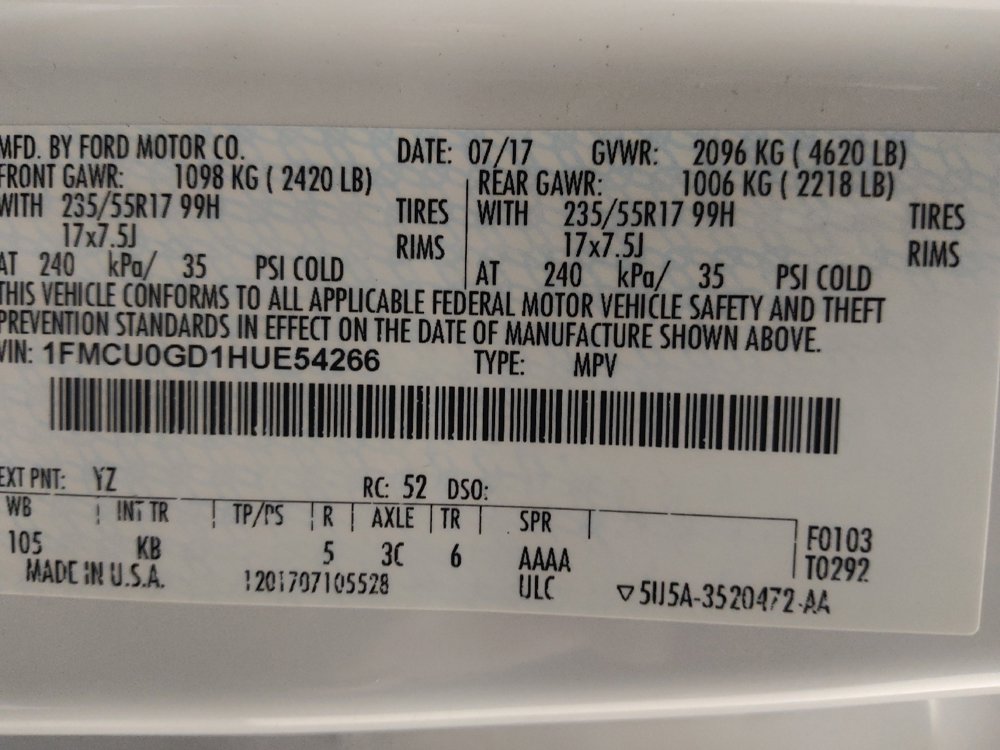 MFD. BY FORD MOTOR CO. DATE: 07/17 GVWR: 2096 KG ( 4620 LB)
FRONT GAWR: 1098 KG ( 2420 LB) REAR GAWR: 1006 KG ( 2218 LB)
WITH 235/55R17 99H TIRES WITH 235/55R17 99H TIRES
17x7.5J RIMS 17x7.5J RIMS
AT 240 kPa/ 35 PSI COLD AT 240 kPa/ 35 PSI COLD
THIS VEHICLE CONFORMS TO ALL APPLICABLE FEDERAL MOTOR VEHICLE SAFETY AND THEFT
PREVENTION STANDARDS IN EFFECT ON THE DATE OF MANUFACTURE SHOWN ABOVE.
VIN: 1FMCU0GD1HUE54266 TYPE: MPV
EXT PNT: YZ RC: 52 DSO:
WB INT TR TP/PS R AXLE TR SPR F0103
105 KB 5 3C 6 AAAA T0292
MADE IN U.S.A. 1201707105528 ULC ▽5U5A-3520472-AA